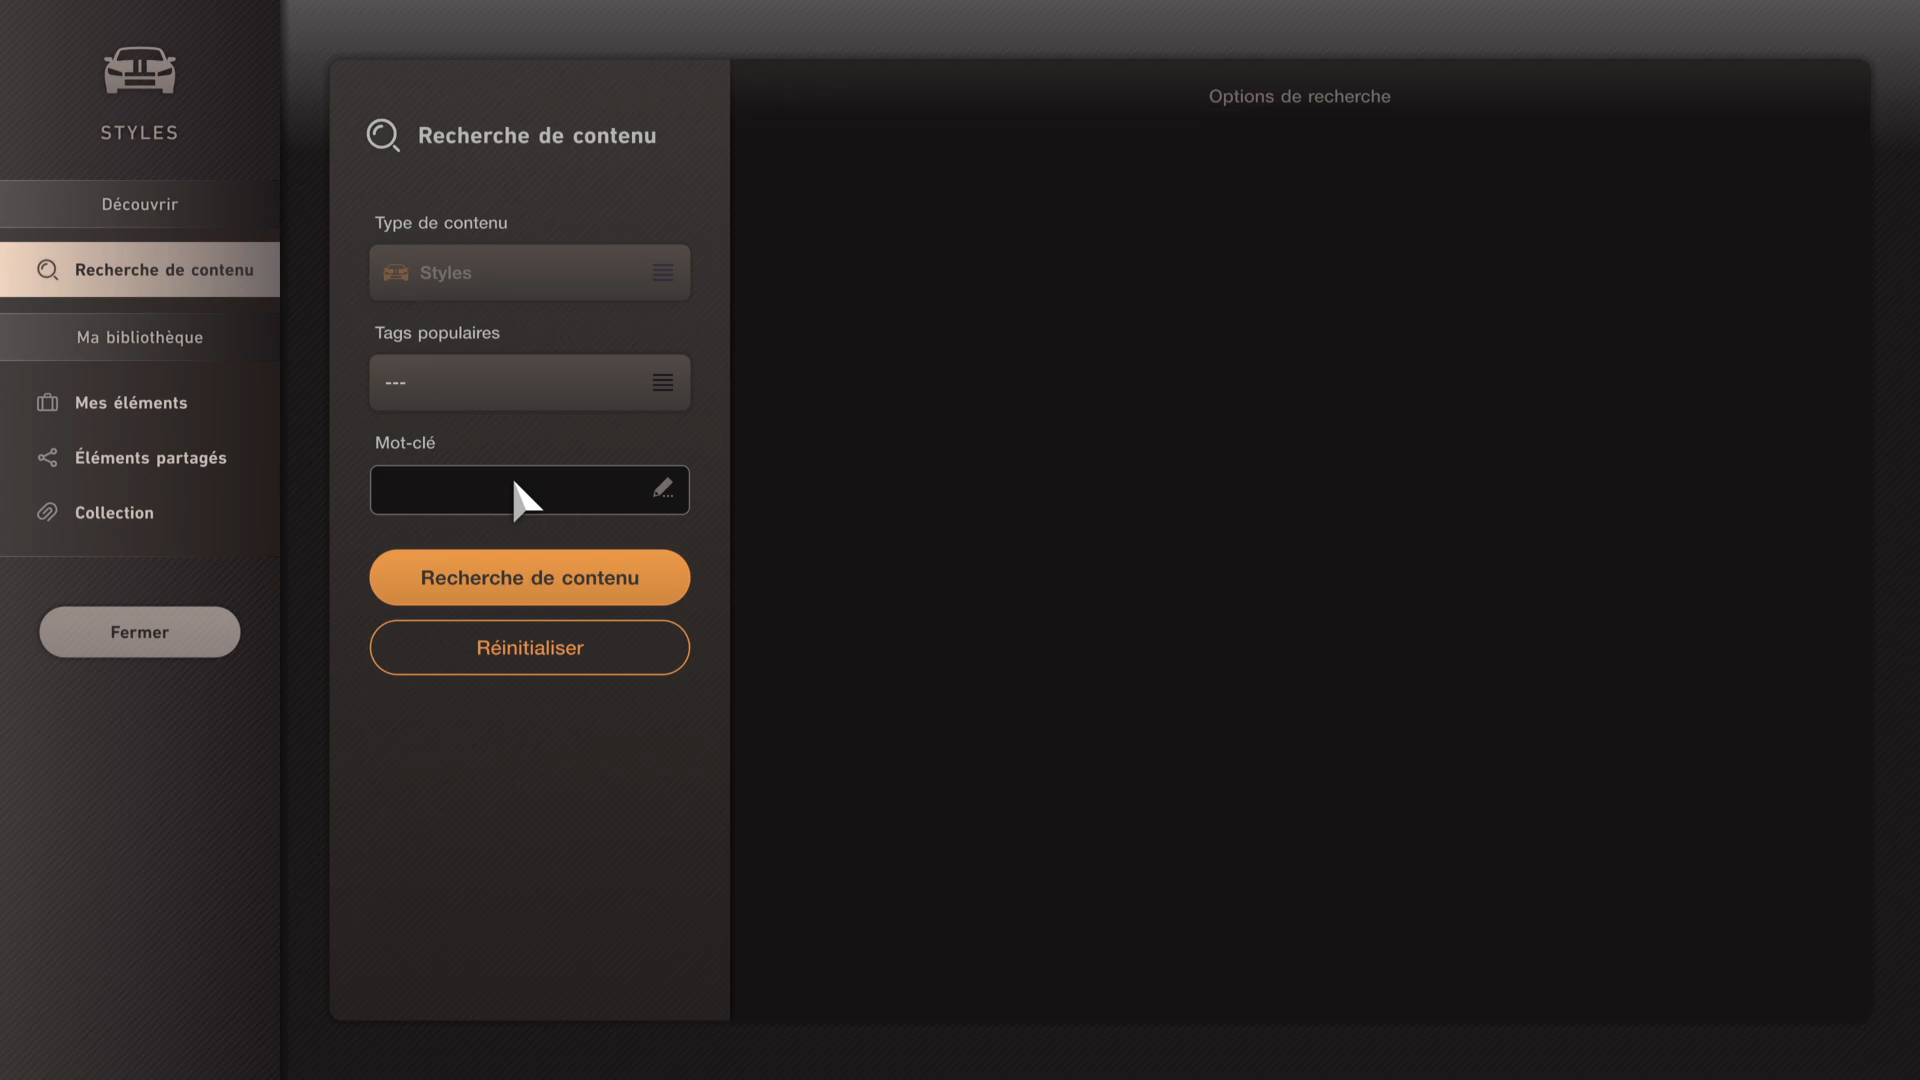 STYLES
Découvrir
Recherche de contenu
Ma bibliothèque
Mes éléments
Éléments partagés
Collection
Fermer
Recherche de contenu
Type de contenu
Styles
Tags populaires
---
Mot-clé
Recherche de contenu
Réinitialiser
Options de recherche